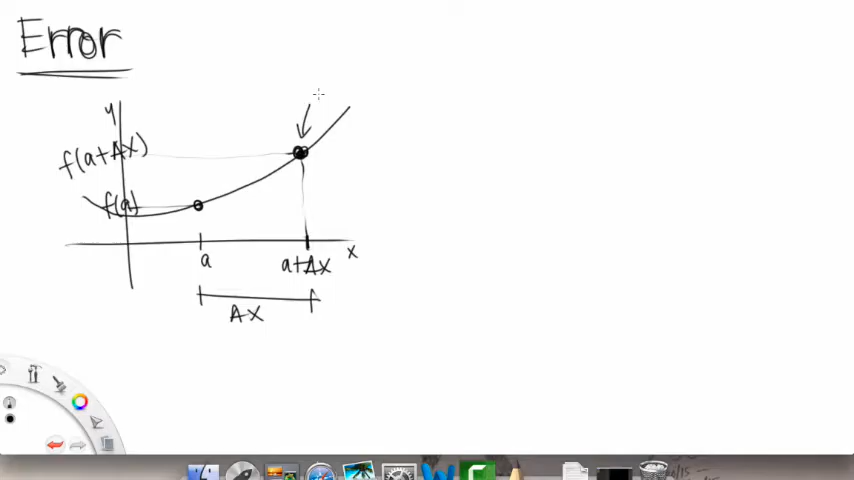 Error
y
f(a+Δx)
f(a)
a
a+Δx
x
Δx